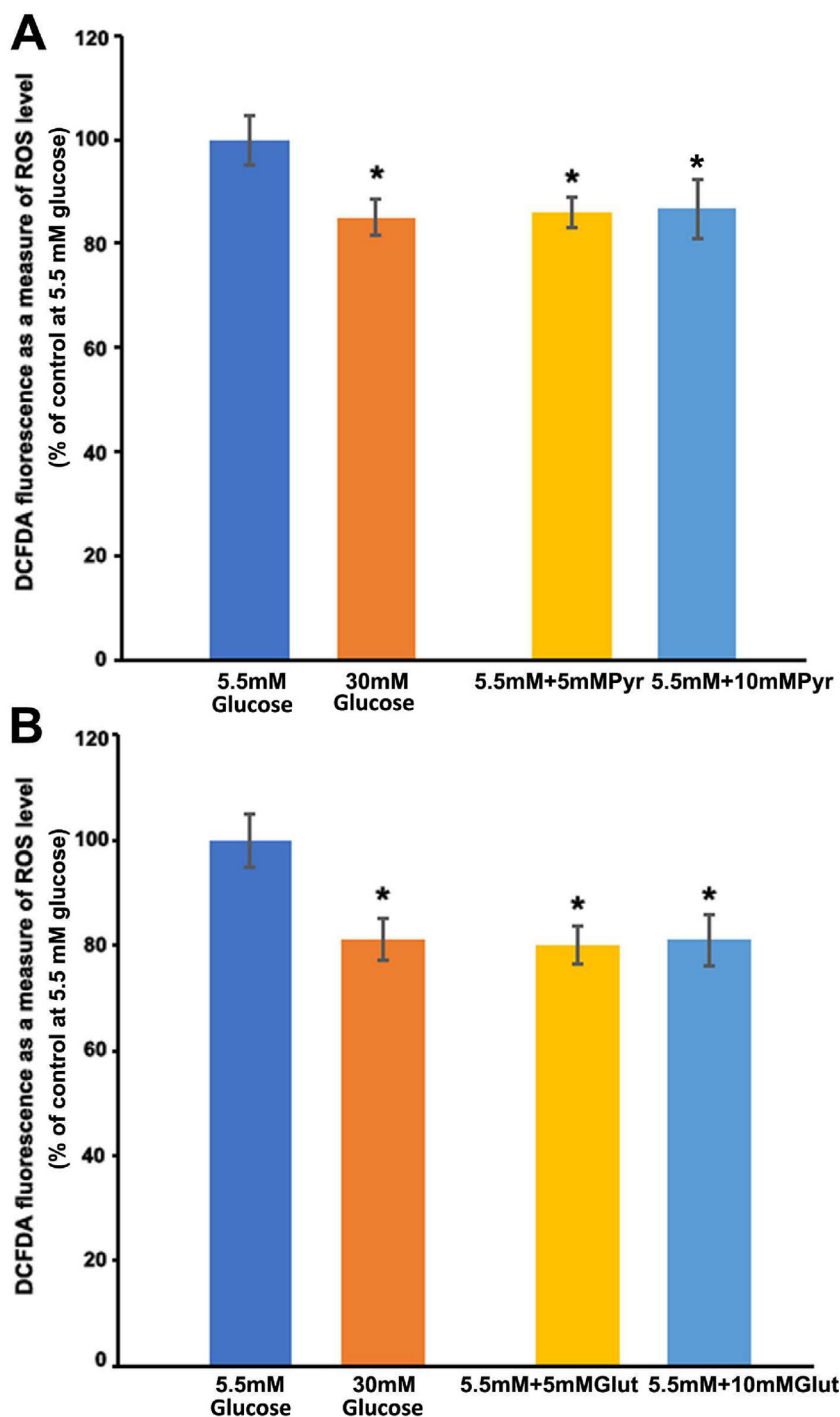 A
DCFDA fluorescence as a measure of ROS level
(% of control at 5.5 mM glucose)
120
100
80
60
40
20
0
*
*
*
5.5mM
Glucose
30mM
Glucose
5.5mM+5mMPyr
5.5mM+10mMPyr
B
DCFDA fluorescence as a measure of ROS level
(% of control at 5.5 mM glucose)
120
100
80
60
40
20
0
*
*
*
5.5mM
Glucose
30mM
Glucose
5.5mM+5mMGlut
5.5mM+10mMGlut